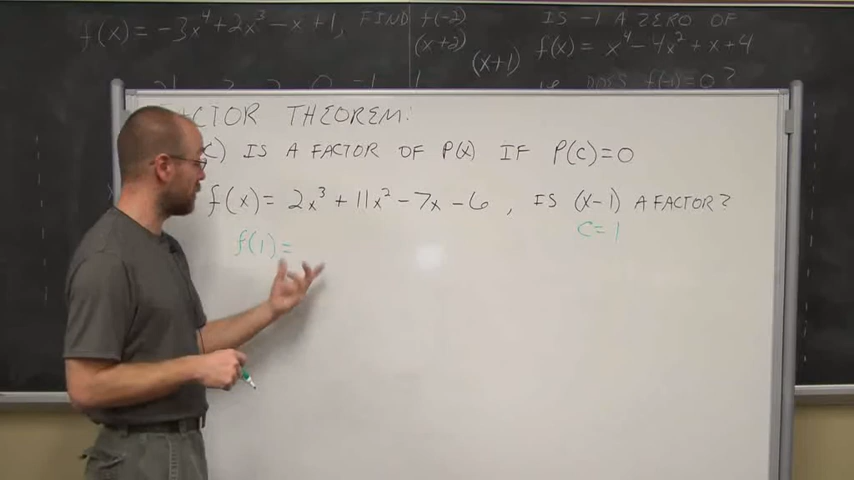 f(x) = -3x⁴ + 2x³ - x + 1, FIND f(-2)
(x+2)
(x+1)
IS -1 A ZERO OF
f(x) = x⁴ - 4x² + x + 4
DOES f(-1) = 0?
THEOREM:
IS A FACTOR OF P(x) IF P(c) = 0
f(x) = 2x³ + 11x² - 7x - 6, IS (x-1) A FACTOR?
c = 1
f(1) =